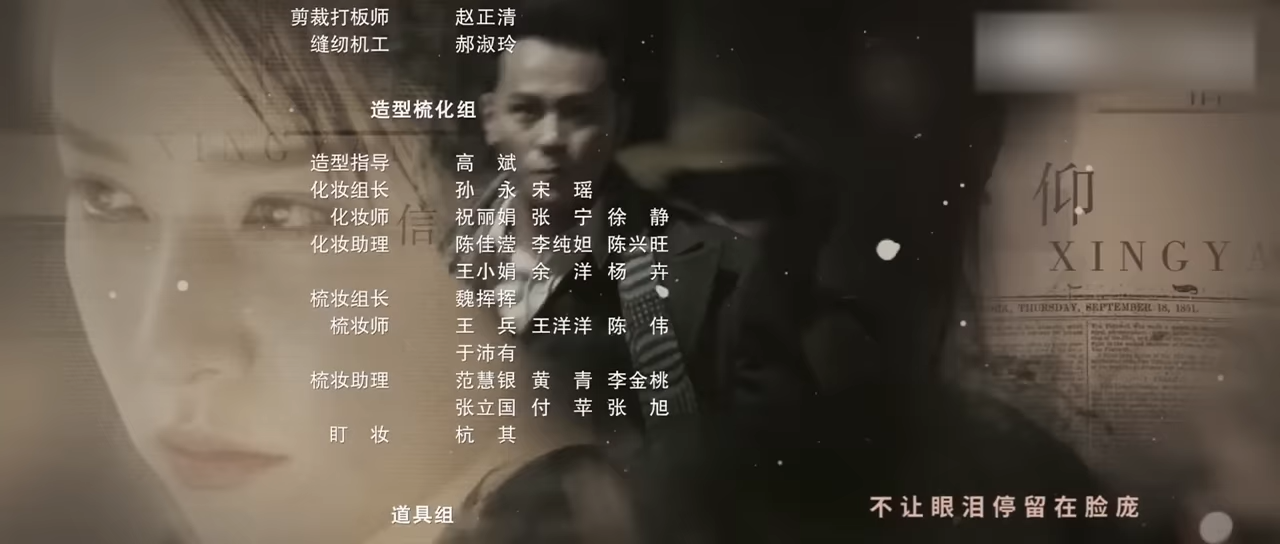 剪裁打板师 赵正清
缝纫机工 郝淑玲
造型梳化组
造型指导 高 斌
化妆组长 孙 永 宋 瑶
化妆师 祝丽娟 张 宁 徐 静
化妆助理 陈佳滢 李纯妲 陈兴旺
王小娟 余 洋 杨 卉
梳妆组长 魏挥挥
梳妆师 王 兵 王洋洋 陈 伟
于沛有
梳妆助理 范慧银 黄 青 李金桃
张立国 付 苹 张 旭
盯 妆 杭 其
道具组
不让眼泪停留在脸庞
XING
信
仰
XINGY
THURSDAY, SEPTEMBER 18, 1851.